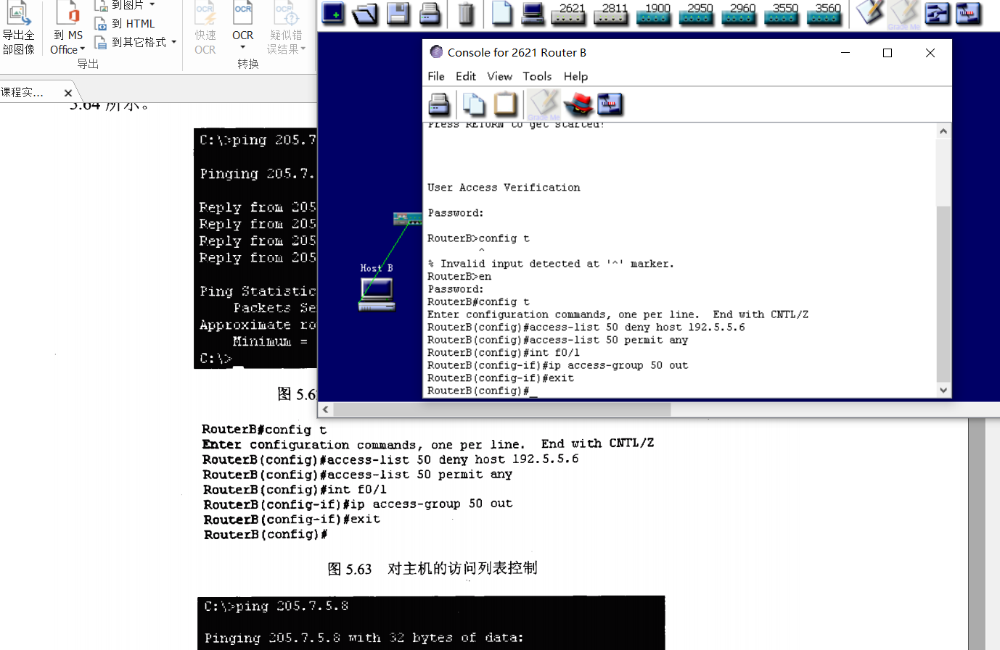 导出全
部图像
到 MS
Office
到图片
到 HTML
到其它格式
导出
快速
OCR
OCR
疑似错
误结果
转换
课程实...
5.64 所示。
C:\>ping 205.7
Pinging 205.7.
Reply from 205
Reply from 205
Reply from 205
Reply from 205
Ping Statistic
Packets Se
Approximate ro
Minimum =
C:\>
图 5.6
2621
2811
1900
2950
2960
3550
3560
Grade Me
Host B
Console for 2621 Router B
File Edit View Tools Help
Grade Me
Press RETURN to get started!
User Access Verification
Password:
RouterB>config t
^
% Invalid input detected at '^' marker.
RouterB>en
Password:
RouterB#config t
Enter configuration commands, one per line.  End with CNTL/Z
RouterB(config)#access-list 50 deny host 192.5.5.6
RouterB(config)#access-list 50 permit any
RouterB(config)#int f0/1
RouterB(config-if)#ip access-group 50 out
RouterB(config-if)#exit
RouterB(config)#_
RouterB#config t
Enter configuration commands, one per line.  End with CNTL/Z
RouterB(config)#access-list 50 deny host 192.5.5.6
RouterB(config)#access-list 50 permit any
RouterB(config)#int f0/1
RouterB(config-if)#ip access-group 50 out
RouterB(config-if)#exit
RouterB(config)#
图 5.63 对主机的访问列表控制
C:\>ping 205.7.5.8
Pinging 205.7.5.8 with 32 bytes of data: